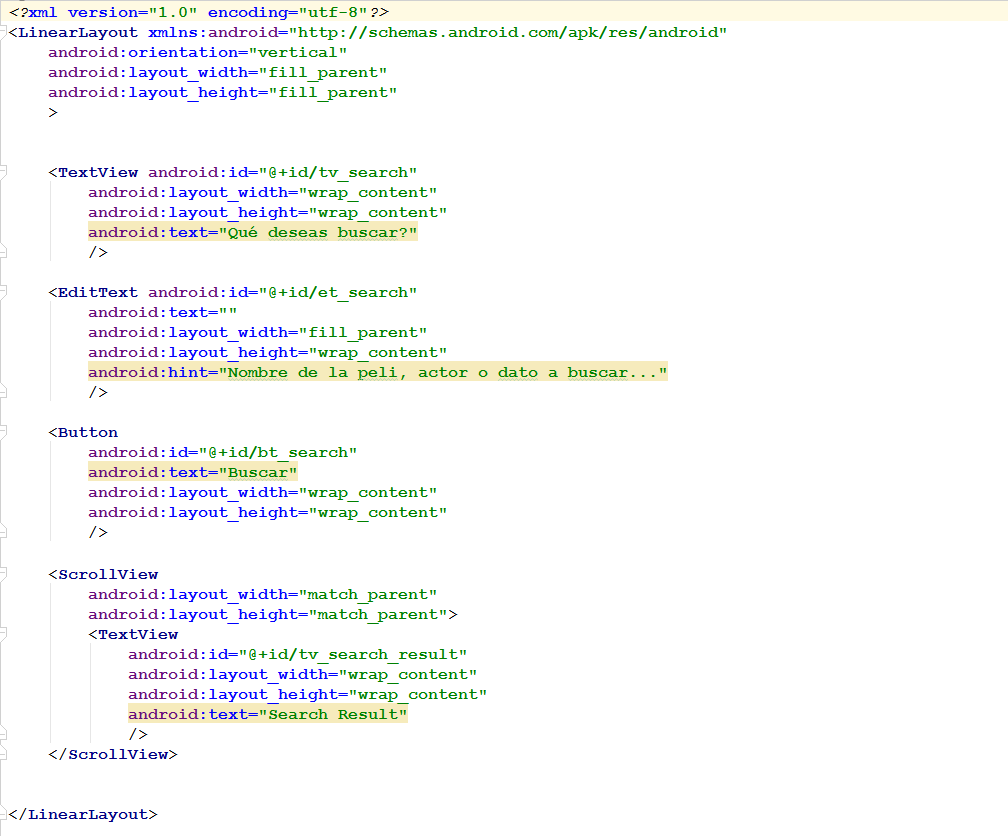 <?xml version="1.0" encoding="utf-8"?>
<LinearLayout xmlns:android="http://schemas.android.com/apk/res/android"
    android:orientation="vertical"
    android:layout_width="fill_parent"
    android:layout_height="fill_parent"
    >
    <TextView android:id="@+id/tv_search"
        android:layout_width="wrap_content"
        android:layout_height="wrap_content"
        android:text="Qué deseas buscar?"
        />
    <EditText android:id="@+id/et_search"
        android:text=""
        android:layout_width="fill_parent"
        android:layout_height="wrap_content"
        android:hint="Nombre de la peli, actor o dato a buscar..."
        />
    <Button
        android:id="@+id/bt_search"
        android:text="Buscar"
        android:layout_width="wrap_content"
        android:layout_height="wrap_content"
        />
    <ScrollView
        android:layout_width="match_parent"
        android:layout_height="match_parent">
        <TextView
            android:id="@+id/tv_search_result"
            android:layout_width="wrap_content"
            android:layout_height="wrap_content"
            android:text="Search Result"
            />
    </ScrollView>
</LinearLayout>